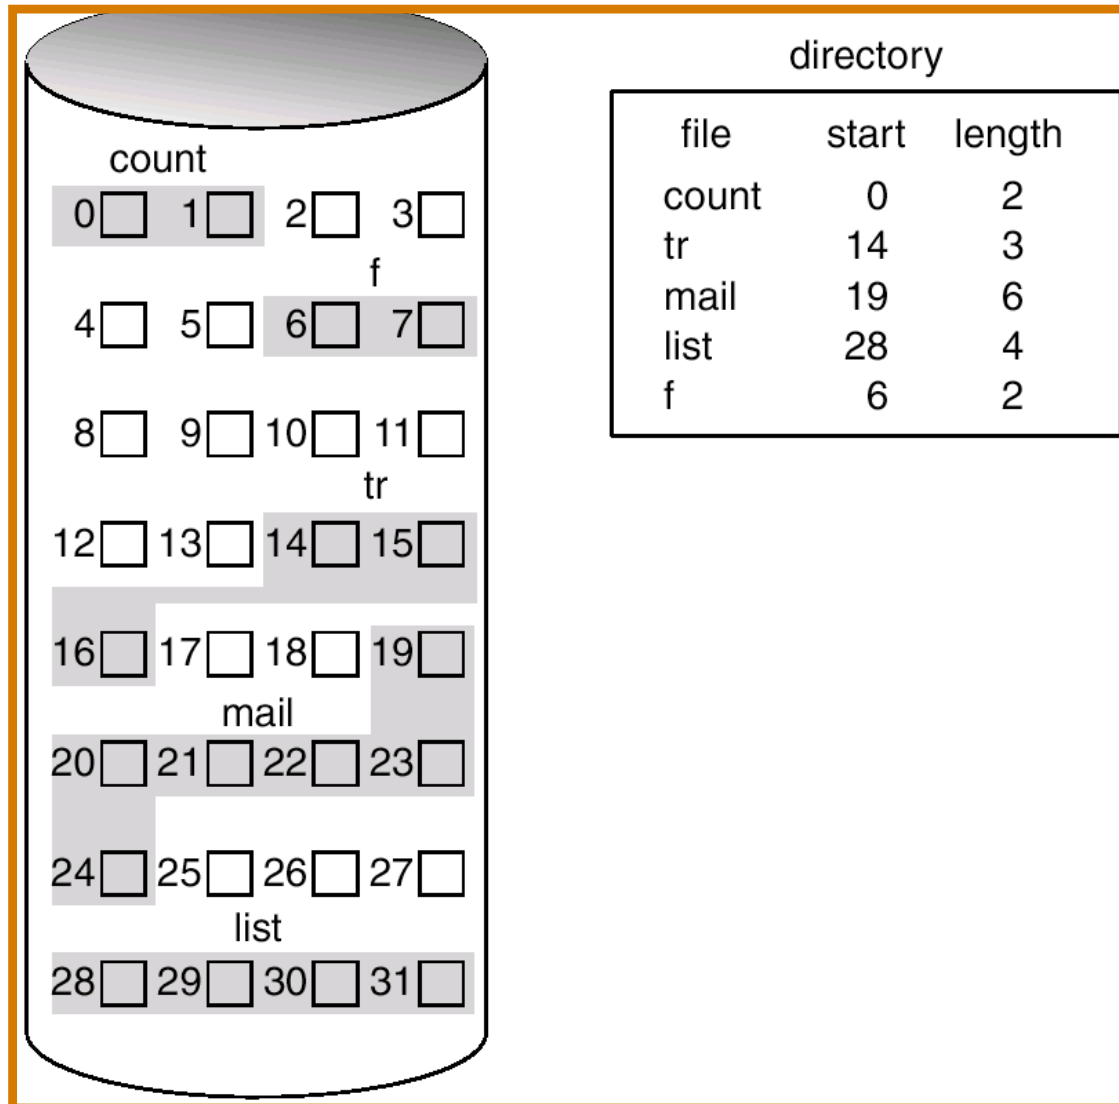 count
0 1 2 3
f
4 5 6 7
8 9 10 11
tr
12 13 14 15
16 17 18 19
mail
20 21 22 23
24 25 26 27
list
28 29 30 31
directory
file start length
count 0 2
tr 14 3
mail 19 6
list 28 4
f 6 2